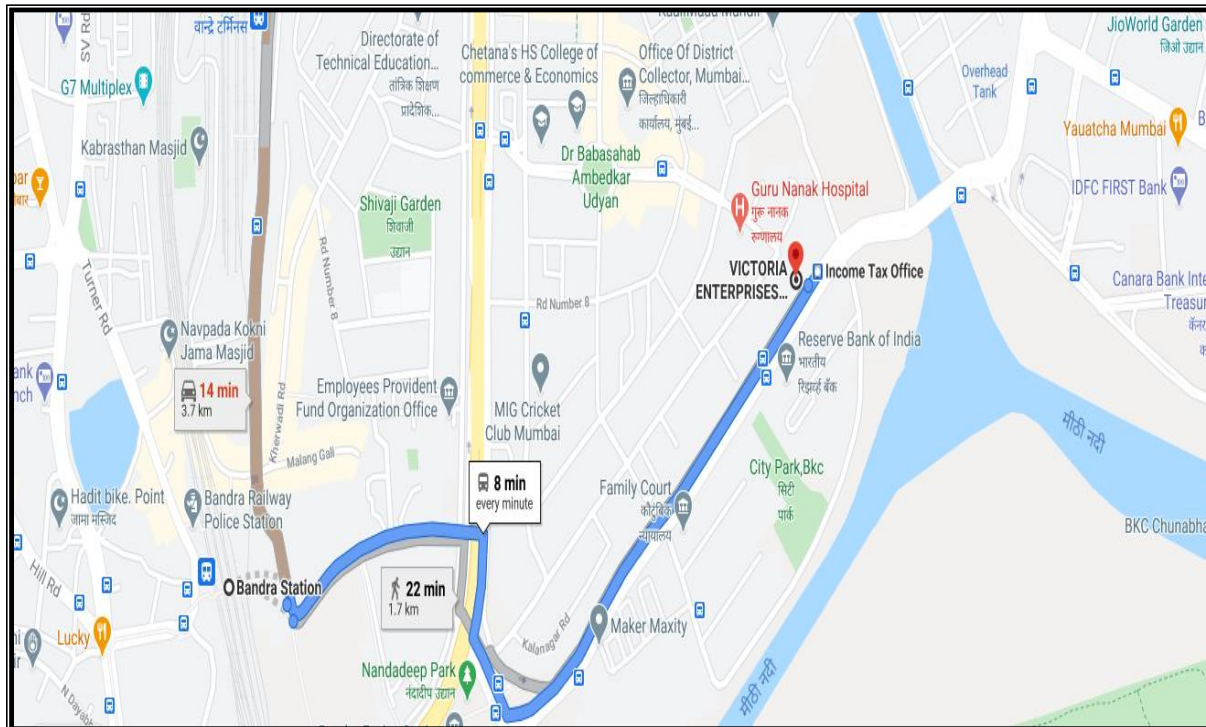 वान्द्रे टर्मिनस
SV Rd
G7 Multiplex
Kabrasthan Masjid
Directorate of
Technical Education...
तांत्रिक शिक्षण
प्रादेशिक...
Chetana's HS College of
commerce & Economics
Office Of District
Collector, Mumbai...
जिल्हाधिकारी
कार्यालय, मुंबई...
Overhead
Tank
JioWorld Garden
जिओ उद्यान
Yauatcha Mumbai
IDFC FIRST Bank
Dr Babasahab
Ambedkar
Udyan
Guru Nanak Hospital
गुरू नानक
रुग्णालय
Shivaji Garden
शिवाजी
उद्यान
Rd Number 8
Turner Rd
VICTORIA
ENTERPRISES...
Income Tax Office
Canara Bank Inte
Treasur
Rd Number 8
Navpada Kokni
Jama Masjid
Reserve Bank of India
भारतीय
रिझर्व्ह बँक
14 min
3.7 km
Kherwadi Rd
Employees Provident
Fund Organization Office
MIG Cricket
Club Mumbai
मीठी नदी
Malang Gali
8 min
every minute
City Park,Bkc
सिटी
पार्क
Family Court
कौटुंबिक
न्यायालय
Hadit bike. Point
जामा मस्जिद
Bandra Railway
Police Station
BKC Chunabha
Hill Rd
Bandra Station
22 min
1.7 km
Lucky
Kalanagar Rd
Maker Maxity
Nandadeep Park
नंदादीप उद्यान
मीठी नदी
N Dayabh